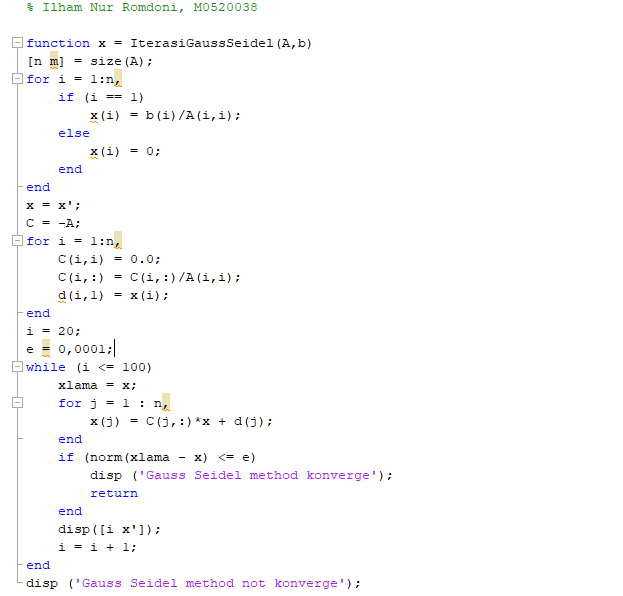 % Ilham Nur Romdoni, M0520038
function x = IterasiGaussSeidel(A,b)
[n m] = size(A);
for i = 1:n,
if (i == 1)
x(i) = b(i)/A(i,i);
else
x(i) = 0;
end
end
x = x';
C = -A;
for i = 1:n,
C(i,i) = 0.0;
C(i,:) = C(i,:)/A(i,i);
d(i,1) = x(i);
end
i = 20;
e = 0,0001;
while (i <= 100)
xlama = x;
for j = 1 : n,
x(j) = C(j,:)*x + d(j);
end
if (norm(xlama - x) <= e)
disp ('Gauss Seidel method konverge');
return
end
disp([i x']);
i = i + 1;
end
disp ('Gauss Seidel method not konverge');